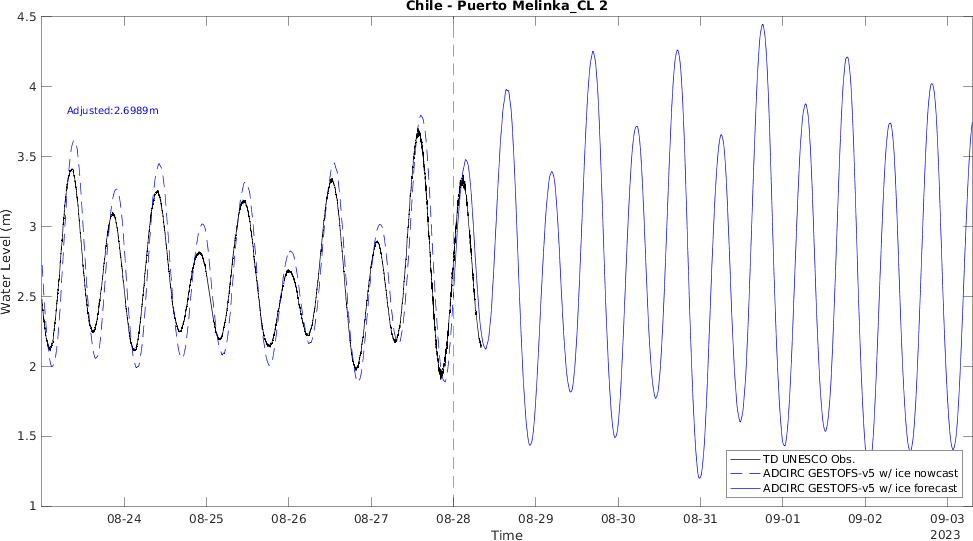 Chile - Puerto Melinka_CL 2
4.5
4
3.5
3
2.5
2
1.5
1
Water Level (m)
Adjusted:2.6989m
TD UNESCO Obs.
ADCIRC GESTOFS-v5 w/ ice nowcast
ADCIRC GESTOFS-v5 w/ ice forecast
08-24 08-25 08-26 08-27 08-28 08-29 08-30 08-31 09-01 09-02 09-03
2023
Time